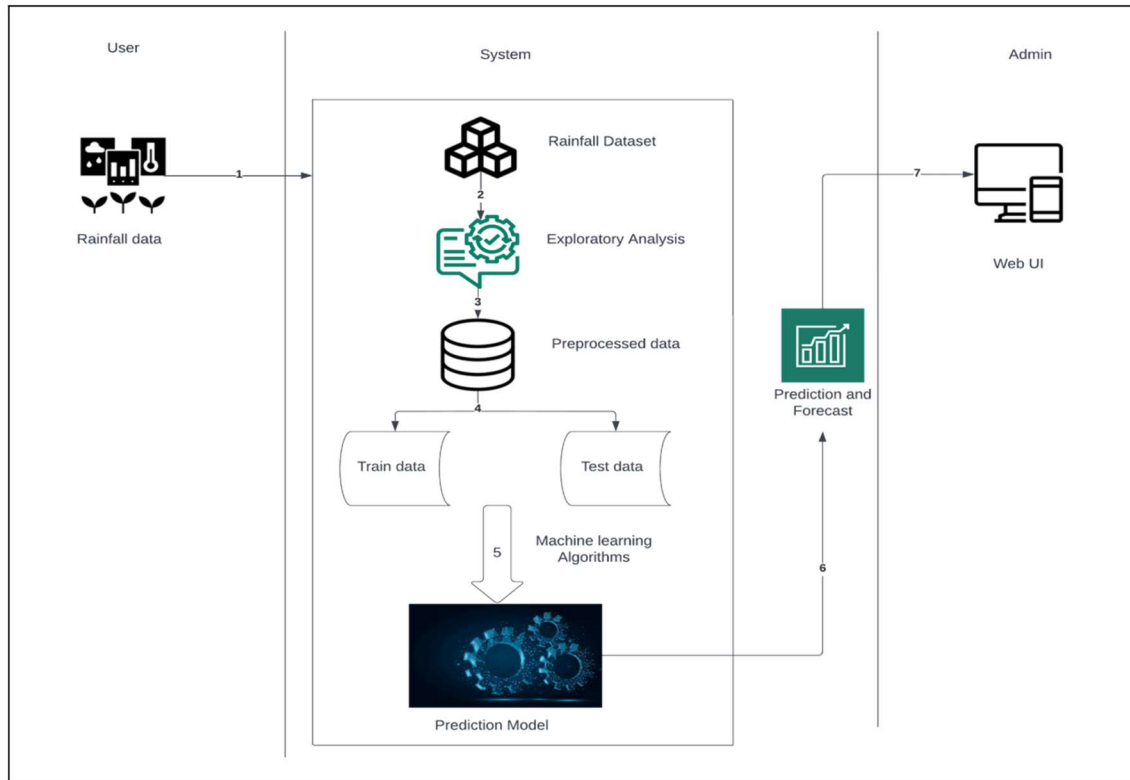 User
System
Admin
Rainfall data
1
Rainfall Dataset
2
Exploratory Analysis
3
Preprocessed data
4
Train data
Test data
5
Machine learning
Algorithms
Prediction Model
6
Prediction and
Forecast
7
Web UI